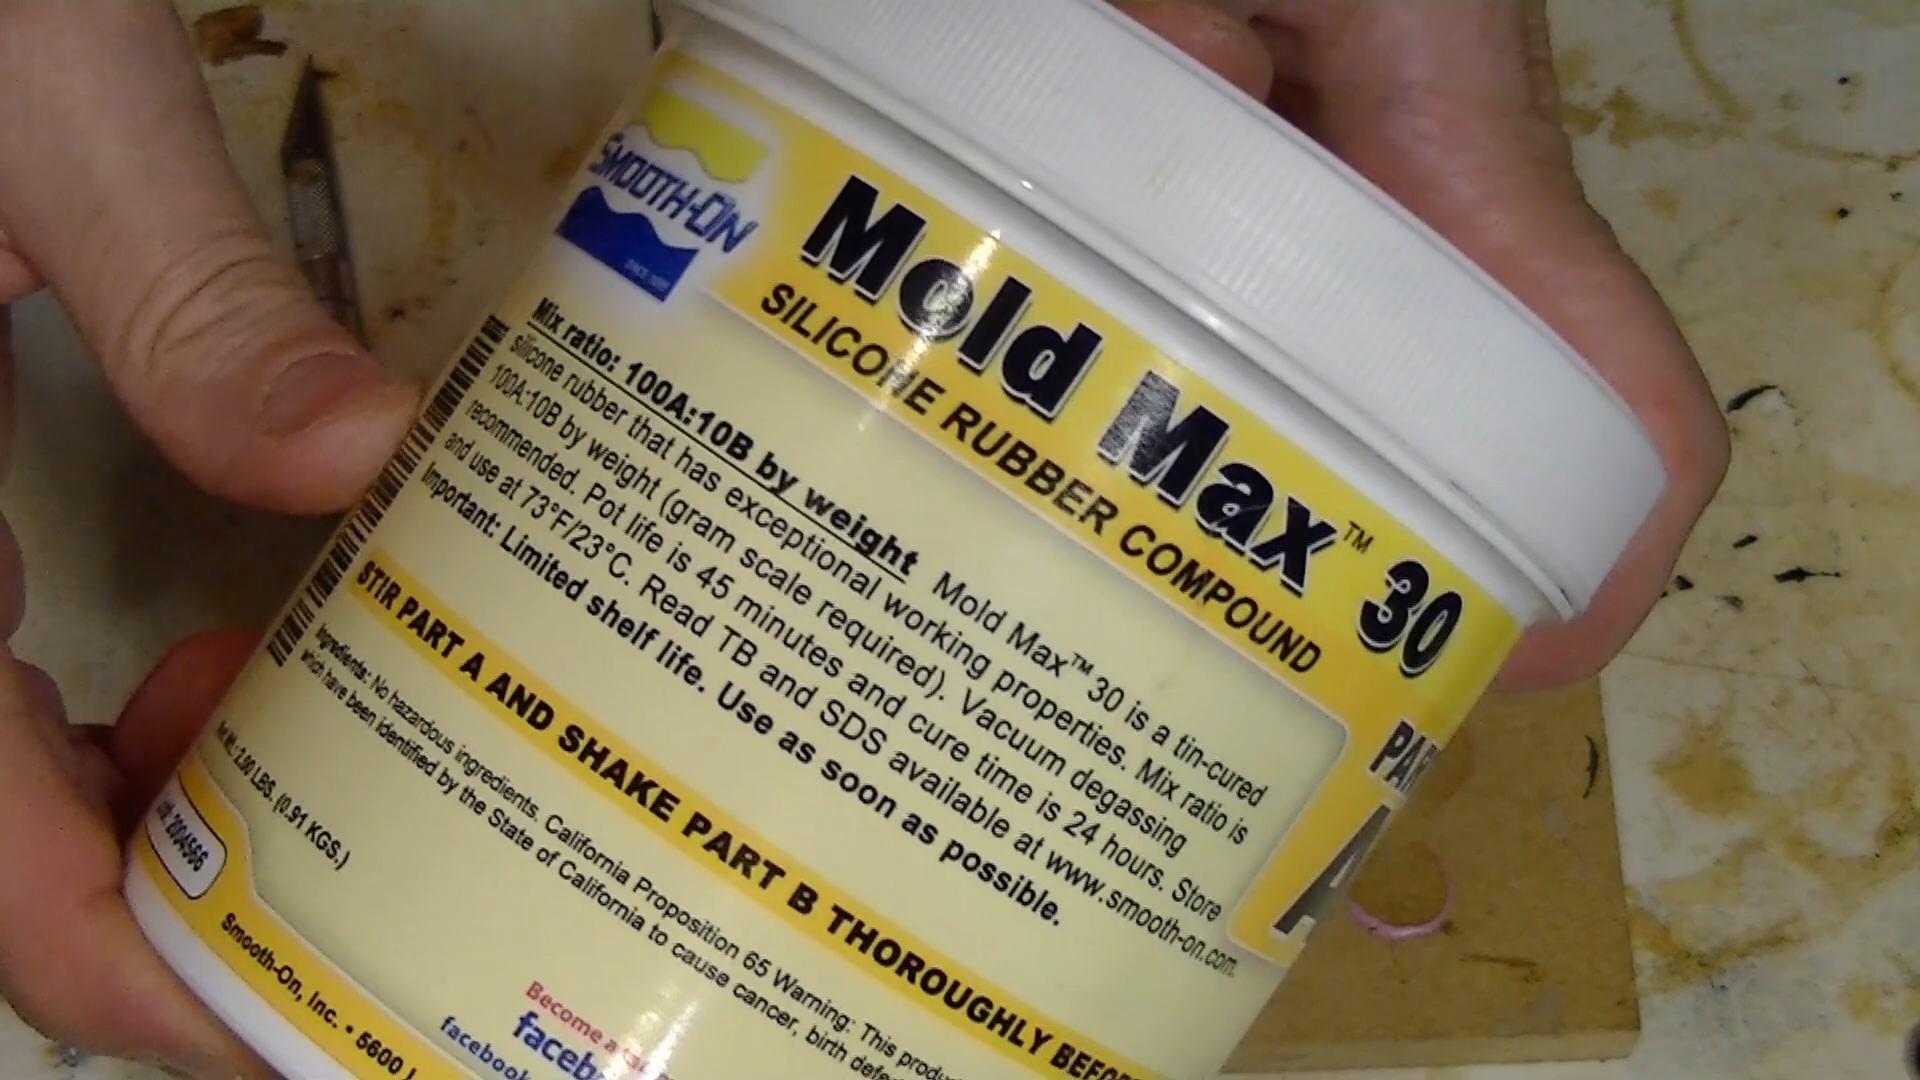 SMOOTH-ON
Mold Max™ 30
SILICONE RUBBER COMPOUND
Mix ratio: 100A:10B by weight Mold Max™ 30 is a tin-cured
silicone rubber that has exceptional working properties. Mix ratio is
100A:10B by weight (gram scale required). Vacuum degassing
recommended. Pot life is 45 minutes and cure time is 24 hours. Store
and use at 73°F/23°C. Read TB and SDS available at www.smooth-on.com.
Important: Limited shelf life. Use as soon as possible.
A
STIR PART A AND SHAKE PART B THOROUGHLY
Ingredients: No hazardous ingredients. California Proposition 65 Warning: This
which have been identified by the State of California to cause cancer, birth
Net Wt.: 2.00 LBS. (0.91 KGS.)
2004566
Become a
Smooth-On, Inc. • 5600